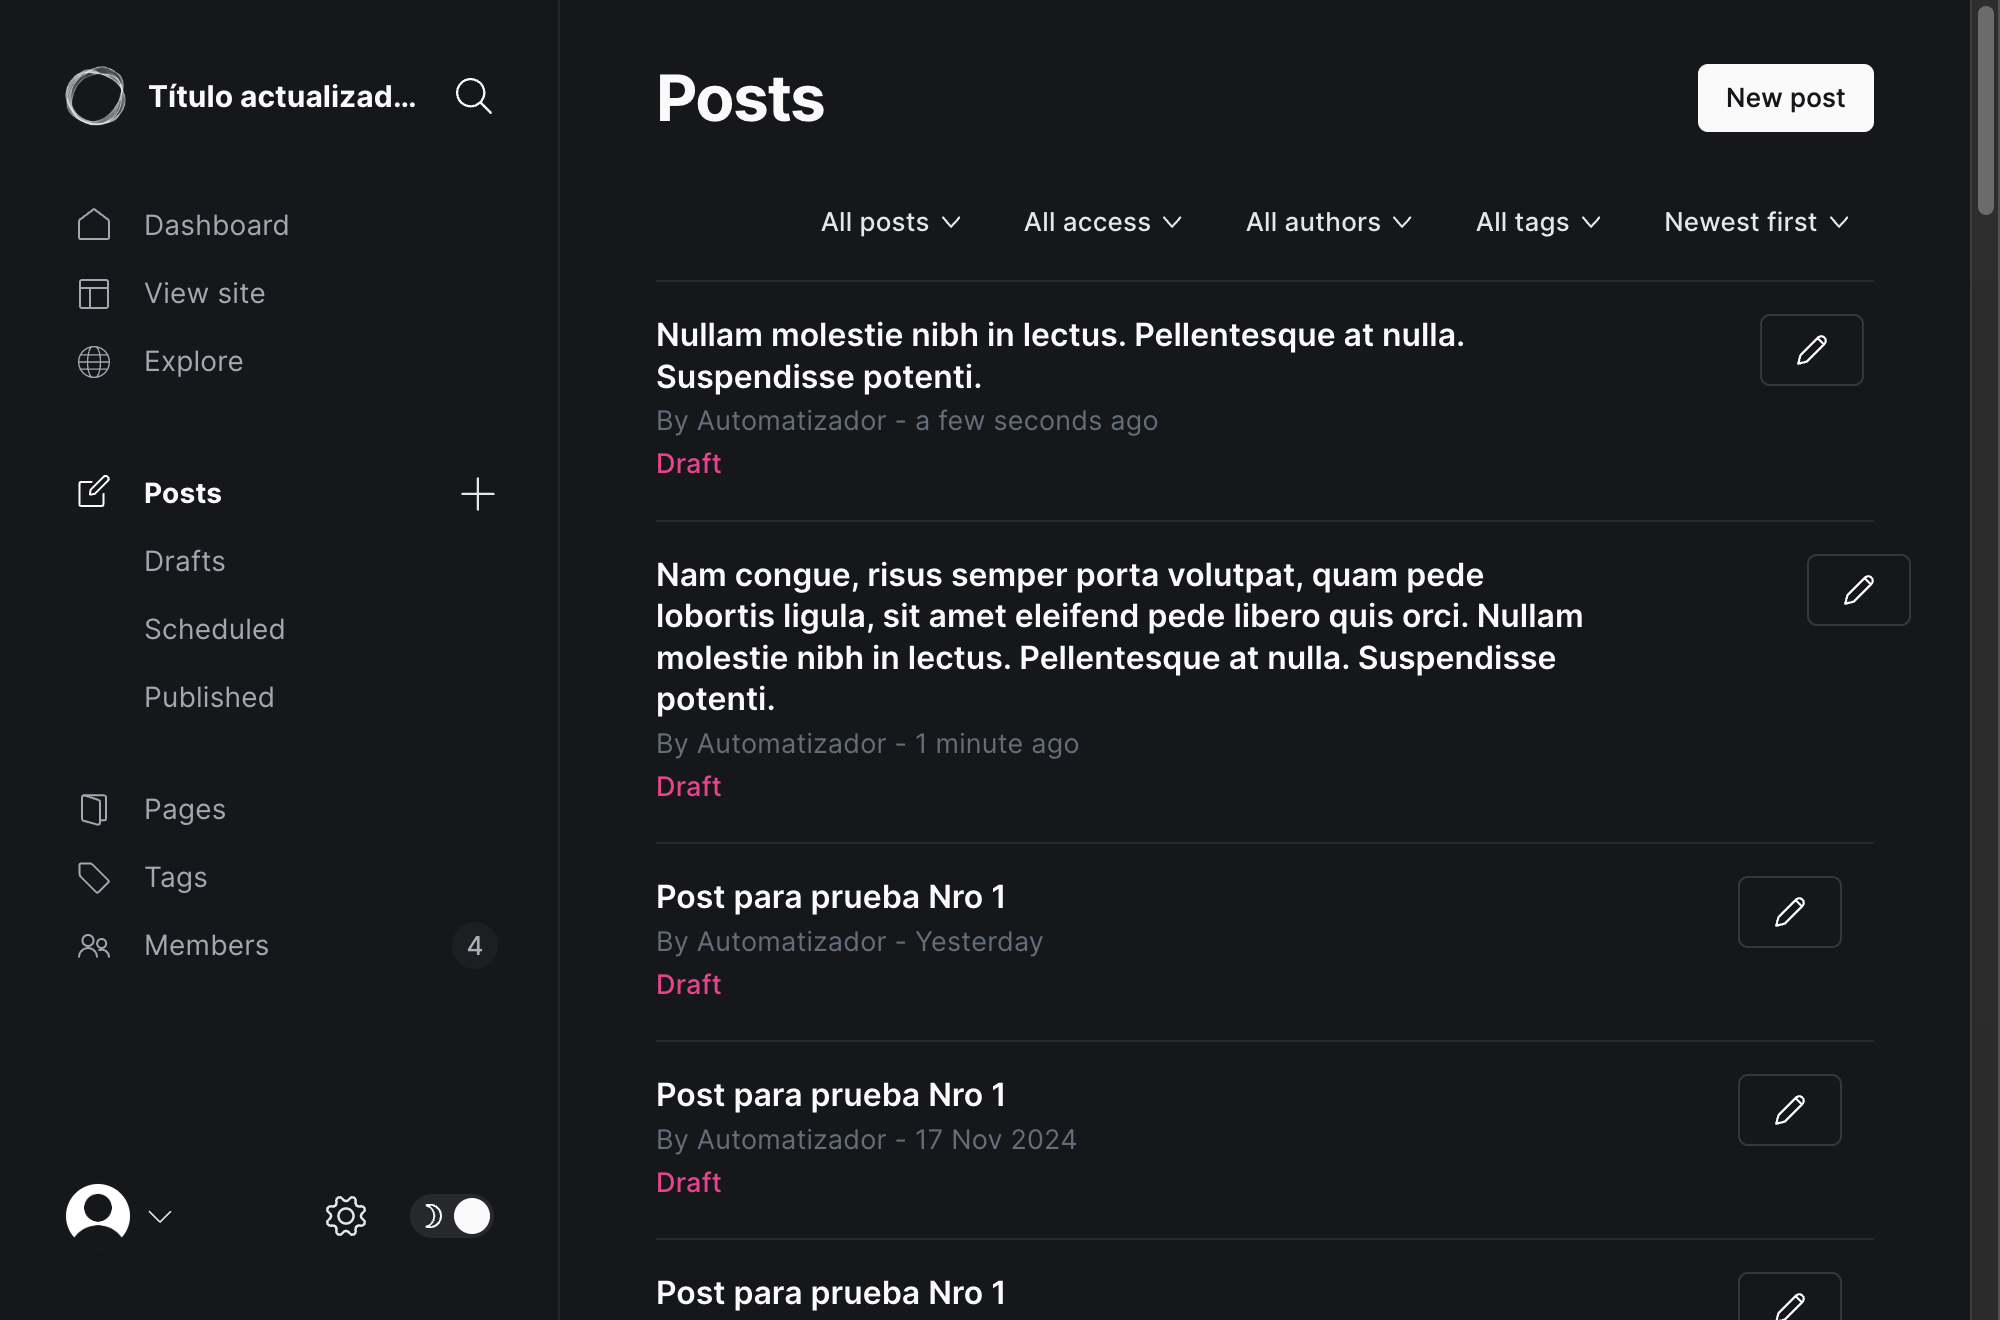 Título actualizad...
Dashboard
View site
Explore
Posts
Drafts
Scheduled
Published
Pages
Tags
Members
4
Posts
New post
All posts
All access
All authors
All tags
Newest first
Nullam molestie nibh in lectus. Pellentesque at nulla.
Suspendisse potenti.
By Automatizador - a few seconds ago
Draft
Nam congue, risus semper porta volutpat, quam pede
lobortis ligula, sit amet eleifend pede libero quis orci. Nullam
molestie nibh in lectus. Pellentesque at nulla. Suspendisse
potenti.
By Automatizador - 1 minute ago
Draft
Post para prueba Nro 1
By Automatizador - Yesterday
Draft
Post para prueba Nro 1
By Automatizador - 17 Nov 2024
Draft
Post para prueba Nro 1